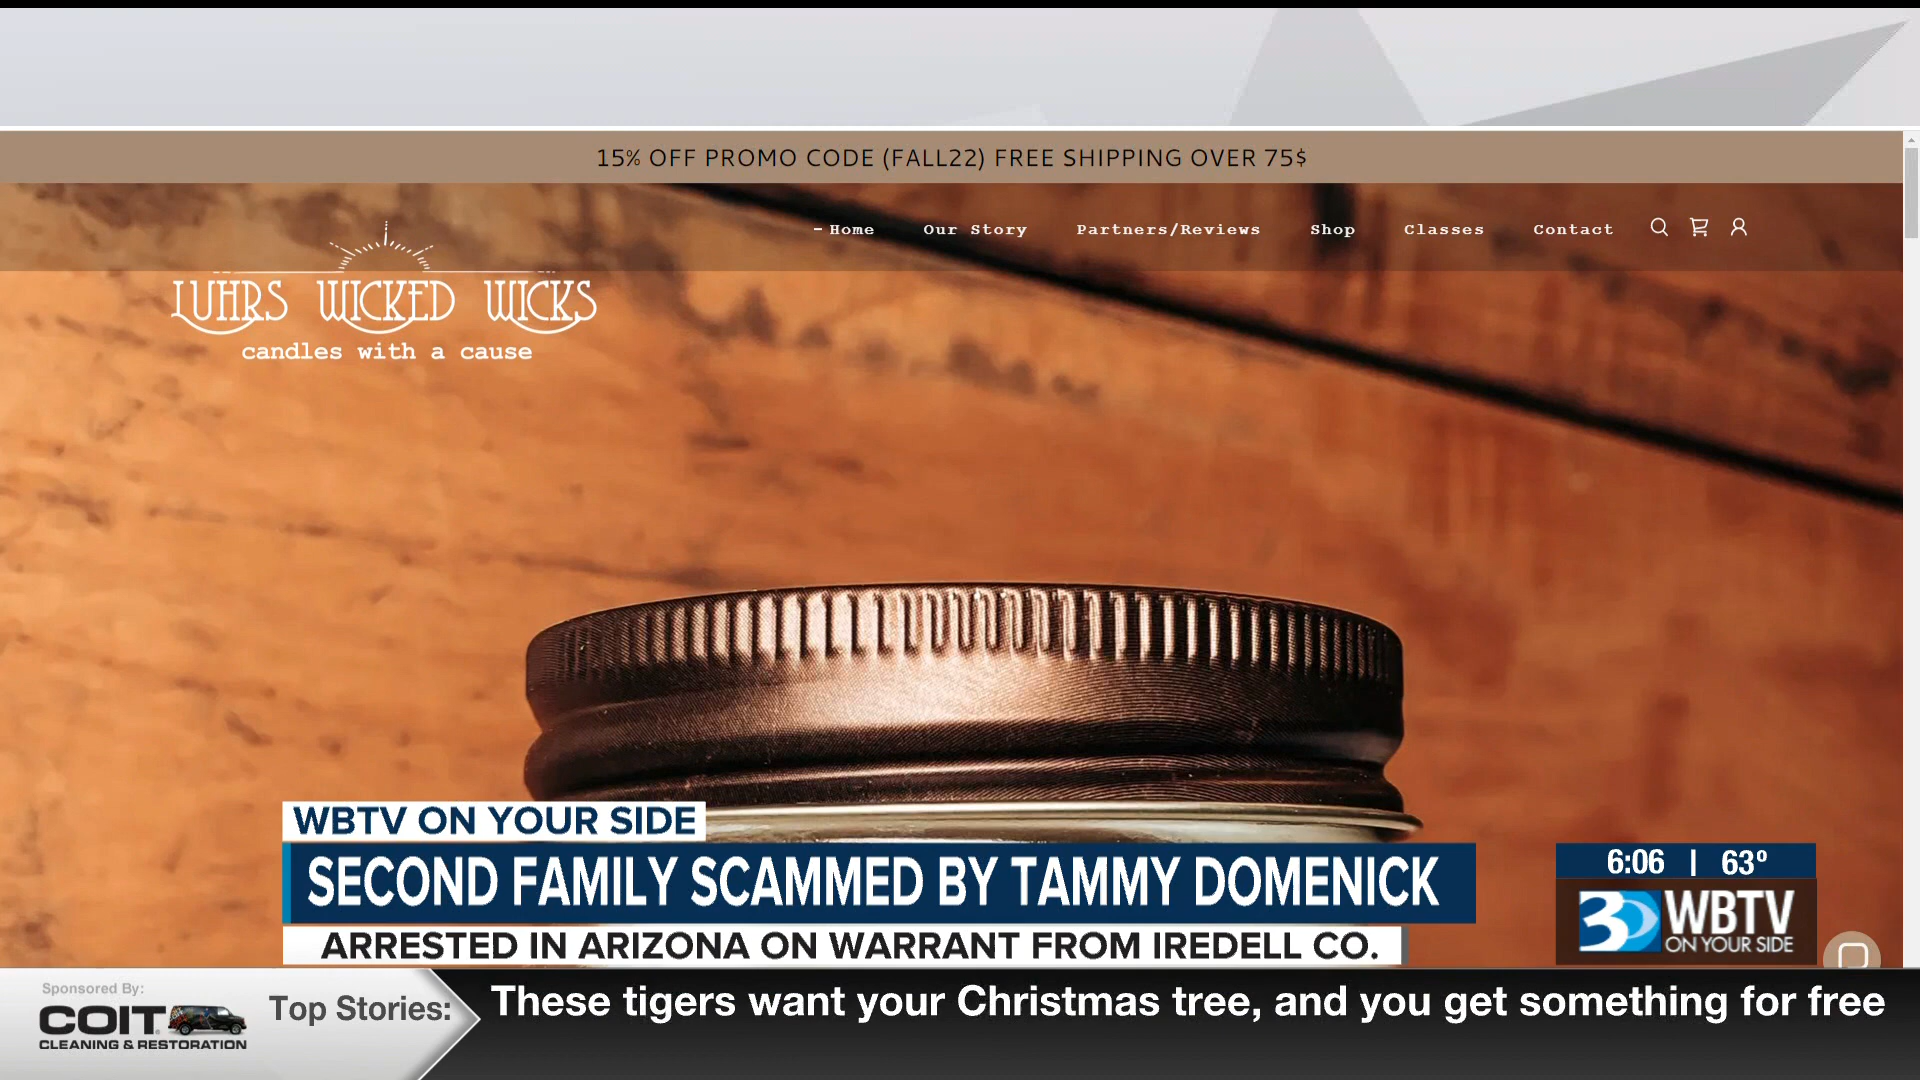 15% OFF PROMO CODE (FALL22) FREE SHIPPING OVER 75$
Home Our Story Partners/Reviews Shop Classes Contact
LUHRS WICKED WICKS
candles with a cause
WBTV ON YOUR SIDE
SECOND FAMILY SCAMMED BY TAMMY DOMENICK
ARRESTED IN ARIZONA ON WARRANT FROM IREDELL CO.
6:06 | 63º
3 WBTV
ON YOUR SIDE
Sponsored By:
COIT
CLEANING & RESTORATION
Top Stories:
These tigers want your Christmas tree, and you get something for free